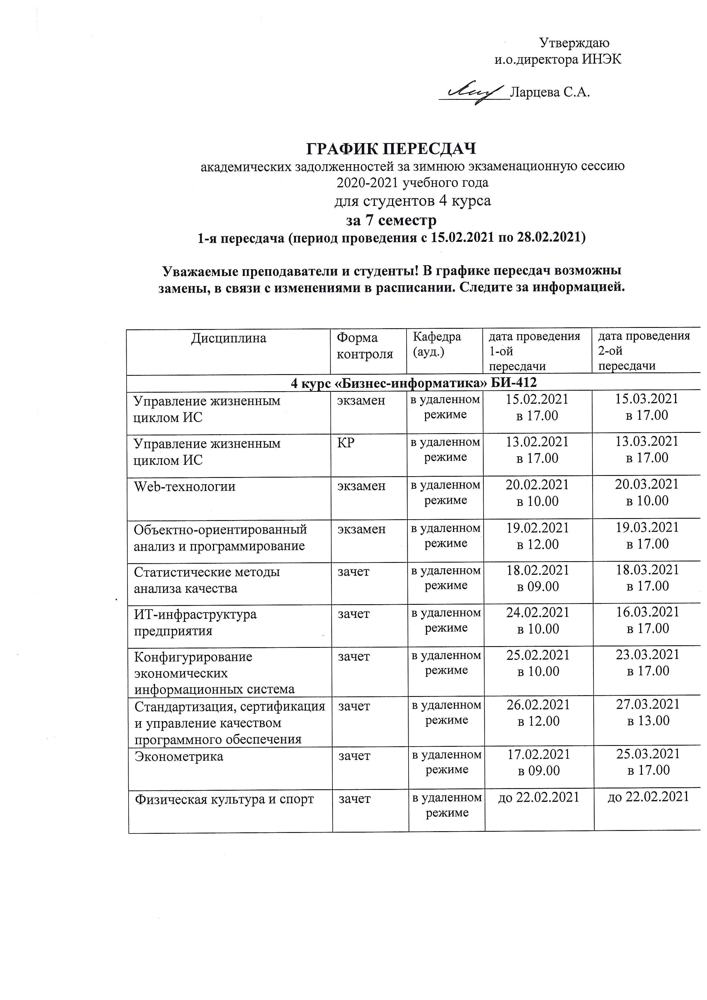 Утверждаю
и.о.директора ИНЭК
Ларцева С.А.
ГРАФИК ПЕРЕСДАЧ
академических задолженностей за зимнюю экзаменационную сессию
2020-2021 учебного года
для студентов 4 курса
за 7 семестр
1-я пересдача (период проведения с 15.02.2021 по 28.02.2021)
Уважаемые преподаватели и студенты! В графике пересдач возможны
замены, в связи с изменениями в расписании. Следите за информацией.
Дисциплина
Форма
контроля
Кафедра
(ауд.)
дата проведения
1-ой
пересдачи
дата проведения
2-ой
пересдачи
4 курс «Бизнес-информатика» БИ-412
Управление жизненным
циклом ИС
экзамен
в удаленном
режиме
15.02.2021
в 17.00
15.03.2021
в 17.00
Управление жизненным
циклом ИС
КР
в удаленном
режиме
13.02.2021
в 17.00
13.03.2021
в 17.00
Web-технологии
экзамен
в удаленном
режиме
20.02.2021
в 10.00
20.03.2021
в 10.00
Объектно-ориентированный
анализ и программирование
экзамен
в удаленном
режиме
19.02.2021
в 12.00
19.03.2021
в 17.00
Статистические методы
анализа качества
зачет
в удаленном
режиме
18.02.2021
в 09.00
18.03.2021
в 17.00
ИТ-инфраструктура
предприятия
зачет
в удаленном
режиме
24.02.2021
в 10.00
16.03.2021
в 17.00
Конфигурирование
экономических
информационных система
зачет
в удаленном
режиме
25.02.2021
в 10.00
23.03.2021
в 17.00
Стандартизация, сертификация
и управление качеством
программного обеспечения
зачет
в удаленном
режиме
26.02.2021
в 12.00
27.03.2021
в 13.00
Эконометрика
зачет
в удаленном
режиме
17.02.2021
в 09.00
25.03.2021
в 17.00
Физическая культура и спорт
зачет
в удаленном
режиме
до 22.02.2021
до 22.02.2021